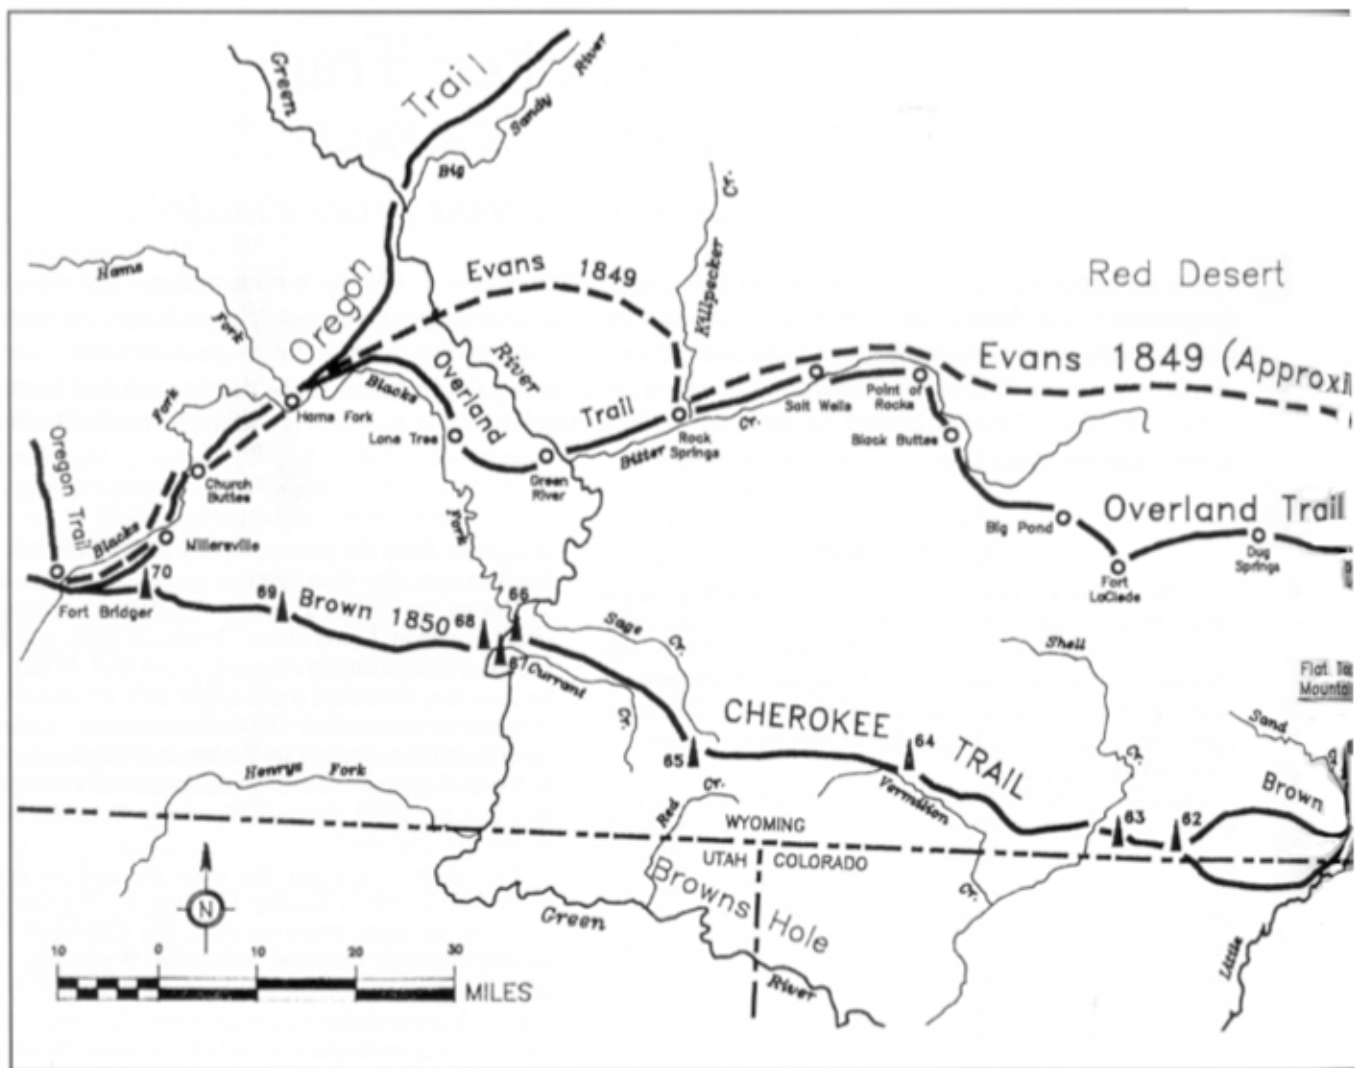 Green
Trail
River
Sandy
Big
Cr.
Killpecker
Hams
Fork
Oregon
Evans 1849
Red Desert
River
Evans 1849 (Approxi
Overland
Blacks
Fork
Hams Fork
Trail
Salt Wells
Point of
Rocks
Cr.
Bitter
Rock
Springs
Lone Tree
Black Buttes
Oregon Trail
Church
Buttes
Green
River
Fork
Blacks
Millersville
Big Pond
Overland Trail
Dug
Springs
Fort
LaClede
Fort Bridger
70
69
Brown 1850
68
66
67
Sage
Cr.
Currant
Cr.
Shell
Cr.
Flat To
Mountai
Sand
CHEROKEE
TRAIL
64
65
Vermillion
Cr.
Red
Cr.
Brown
Henrys Fork
63
62
WYOMING
UTAH
COLORADO
Browns Hole
N
Green
River
Little
10
0
10
20
30
MILES